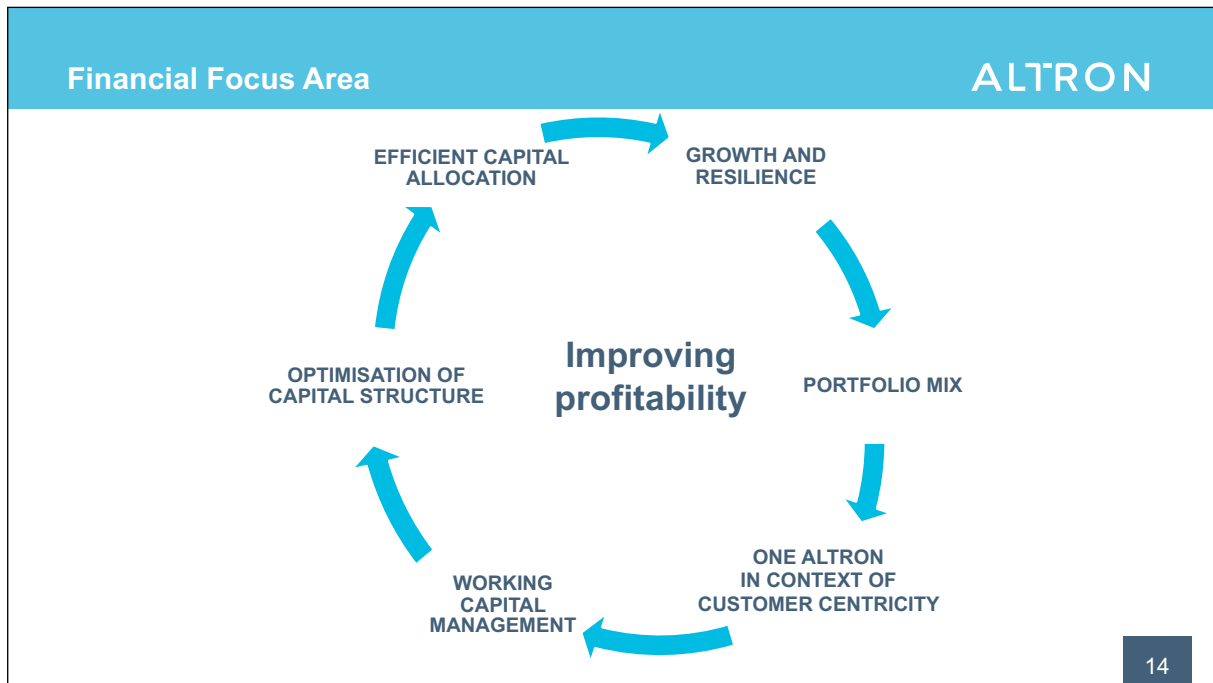 Financial Focus Area
ALTRON
EFFICIENT CAPITAL
ALLOCATION
GROWTH AND
RESILIENCE
Improving
profitability
OPTIMISATION OF
CAPITAL STRUCTURE
PORTFOLIO MIX
WORKING
CAPITAL
MANAGEMENT
ONE ALTRON
IN CONTEXT OF
CUSTOMER CENTRICITY
14